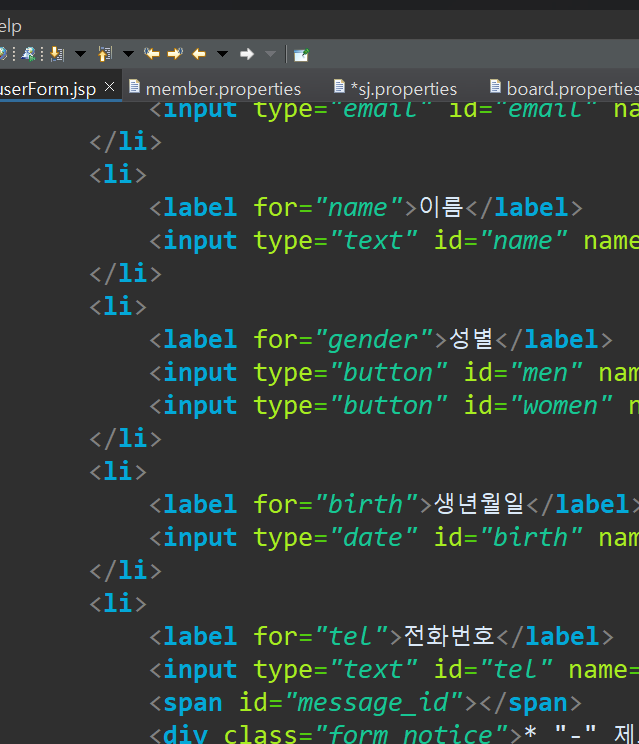 elp
userForm.jsp member.properties *sj.properties board.properties
<input type="email" id="email" na
</li>
<li>
<label for="name">이름</label>
<input type="text" id="name" name
</li>
<li>
<label for="gender">성별</label>
<input type="button" id="men" nam
<input type="button" id="women" n
</li>
<li>
<label for="birth">생년월일</label>
<input type="date" id="birth" nam
</li>
<li>
<label for="tel">전화번호</label>
<input type="text" id="tel" name=
<span id="message_id"></span>
<div class="form_notice">* "-" 제